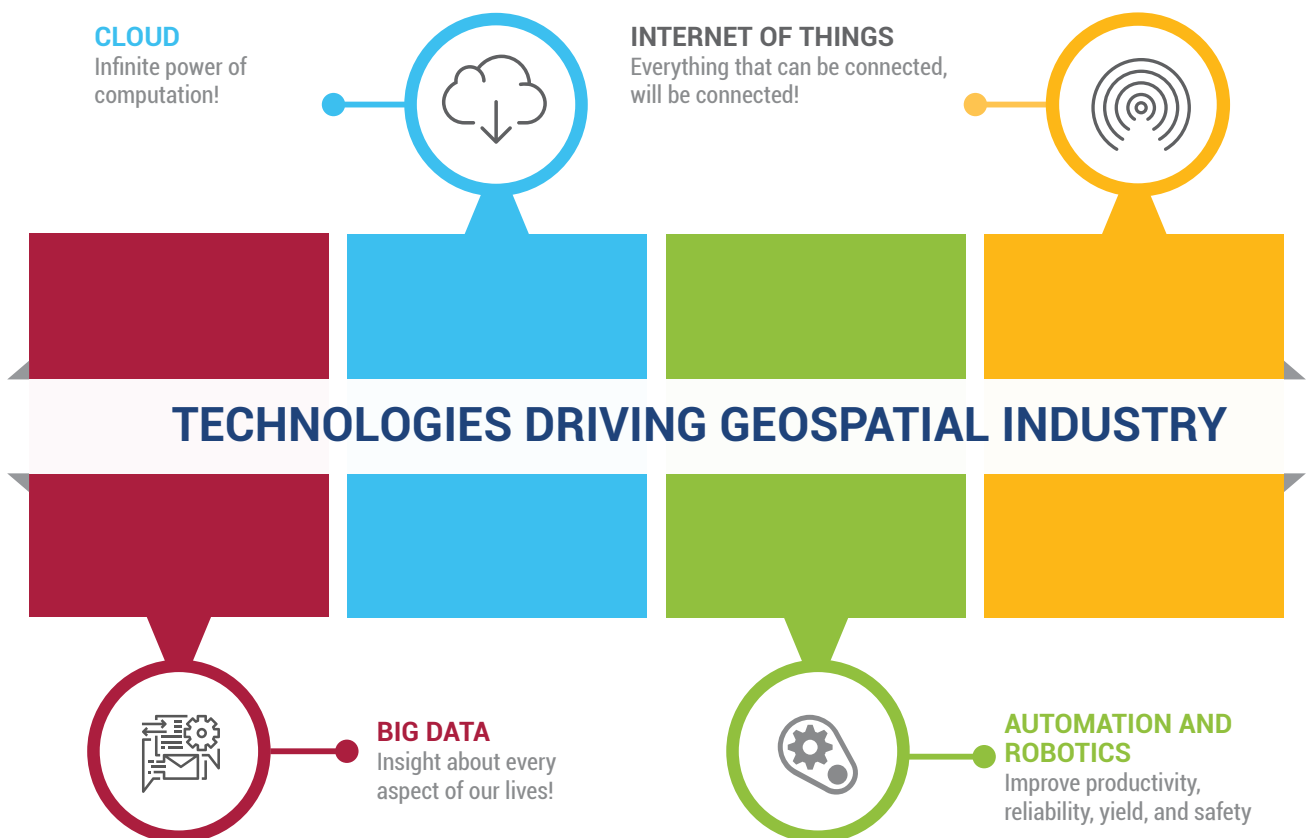 CLOUD
Infinite power of
computation!
INTERNET OF THINGS
Everything that can be connected,
will be connected!
TECHNOLOGIES DRIVING GEOSPATIAL INDUSTRY
BIG DATA
Insight about every
aspect of our lives!
AUTOMATION AND
ROBOTICS
Improve productivity,
reliability, yield, and safety